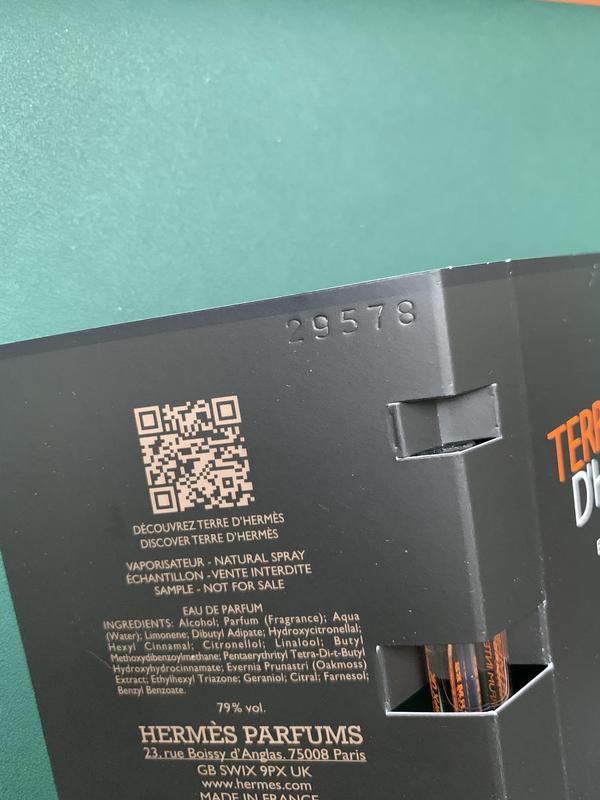 29578
DÉCOUVREZ TERRE D'HERMÈS
DISCOVER TERRE D'HERMÈS
VAPORISATEUR - NATURAL SPRAY
ÉCHANTILLON - VENTE INTERDITE
SAMPLE - NOT FOR SALE
EAU DE PARFUM
INGREDIENTS: Alcohol; Parfum (Fragrance); Aqua
(Water); Limonene; Dibutyl Adipate; Hydroxycitronellal;
Hexyl Cinnamal; Citronellol; Linalool; Butyl
Methoxydibenzoylmethane; Pentaerythrityl Tetra-Di-t-Butyl
Hydroxyhydrocinnamate; Evernia Prunastri (Oakmoss)
Extract; Ethylhexyl Triazone; Geraniol; Citral; Farnesol;
Benzyl Benzoate.
79% vol.
HERMÈS PARFUMS
23, rue Boissy d'Anglas, 75008 Paris
GB SW1X 9PX UK
www.hermes.com
MADE IN FRANCE
TERR
D'H